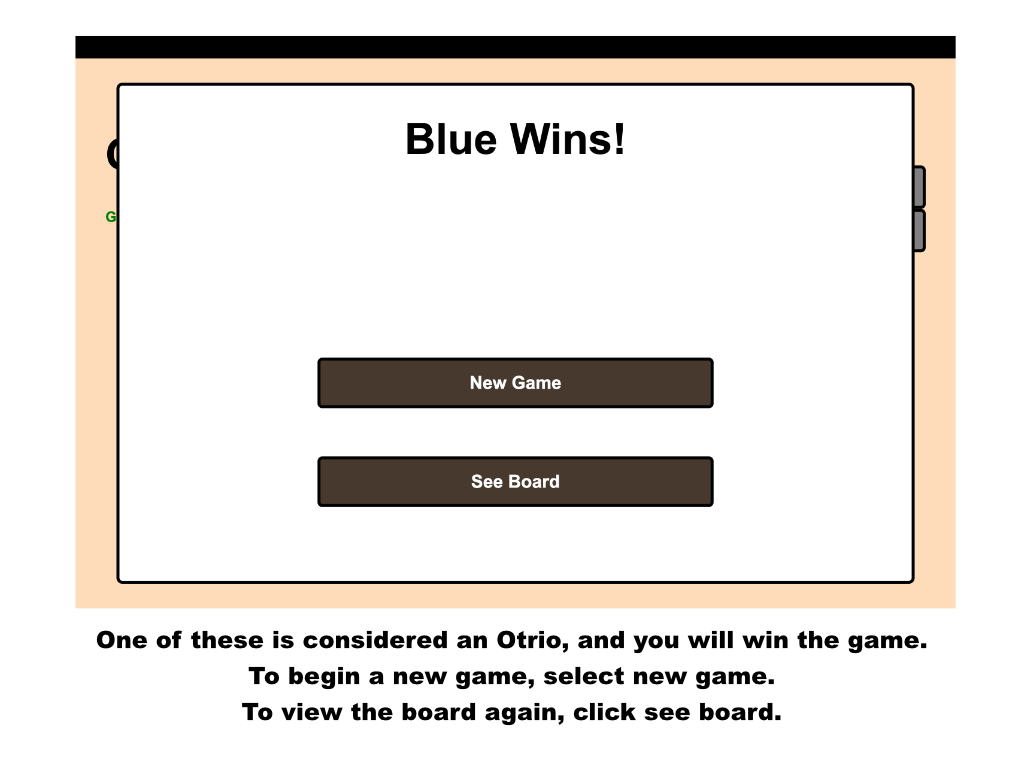 Blue Wins!
New Game
See Board
One of these is considered an Otrio, and you will win the game.
To begin a new game, select new game.
To view the board again, click see board.